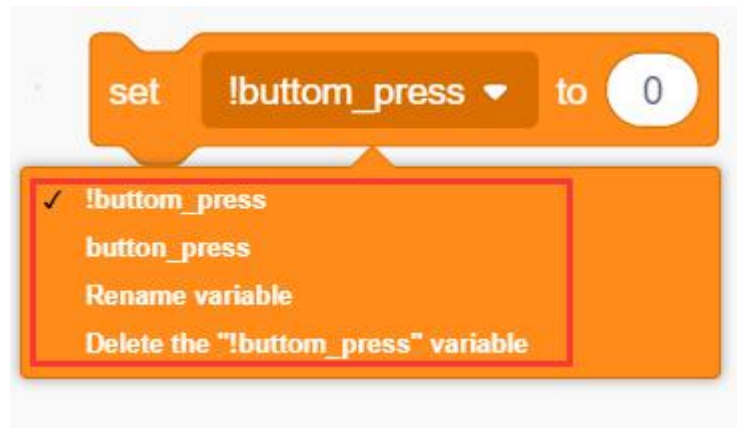 set !buttom_press to 0
!buttom_press
button_press
Rename variable
Delete the "!buttom_press" variable